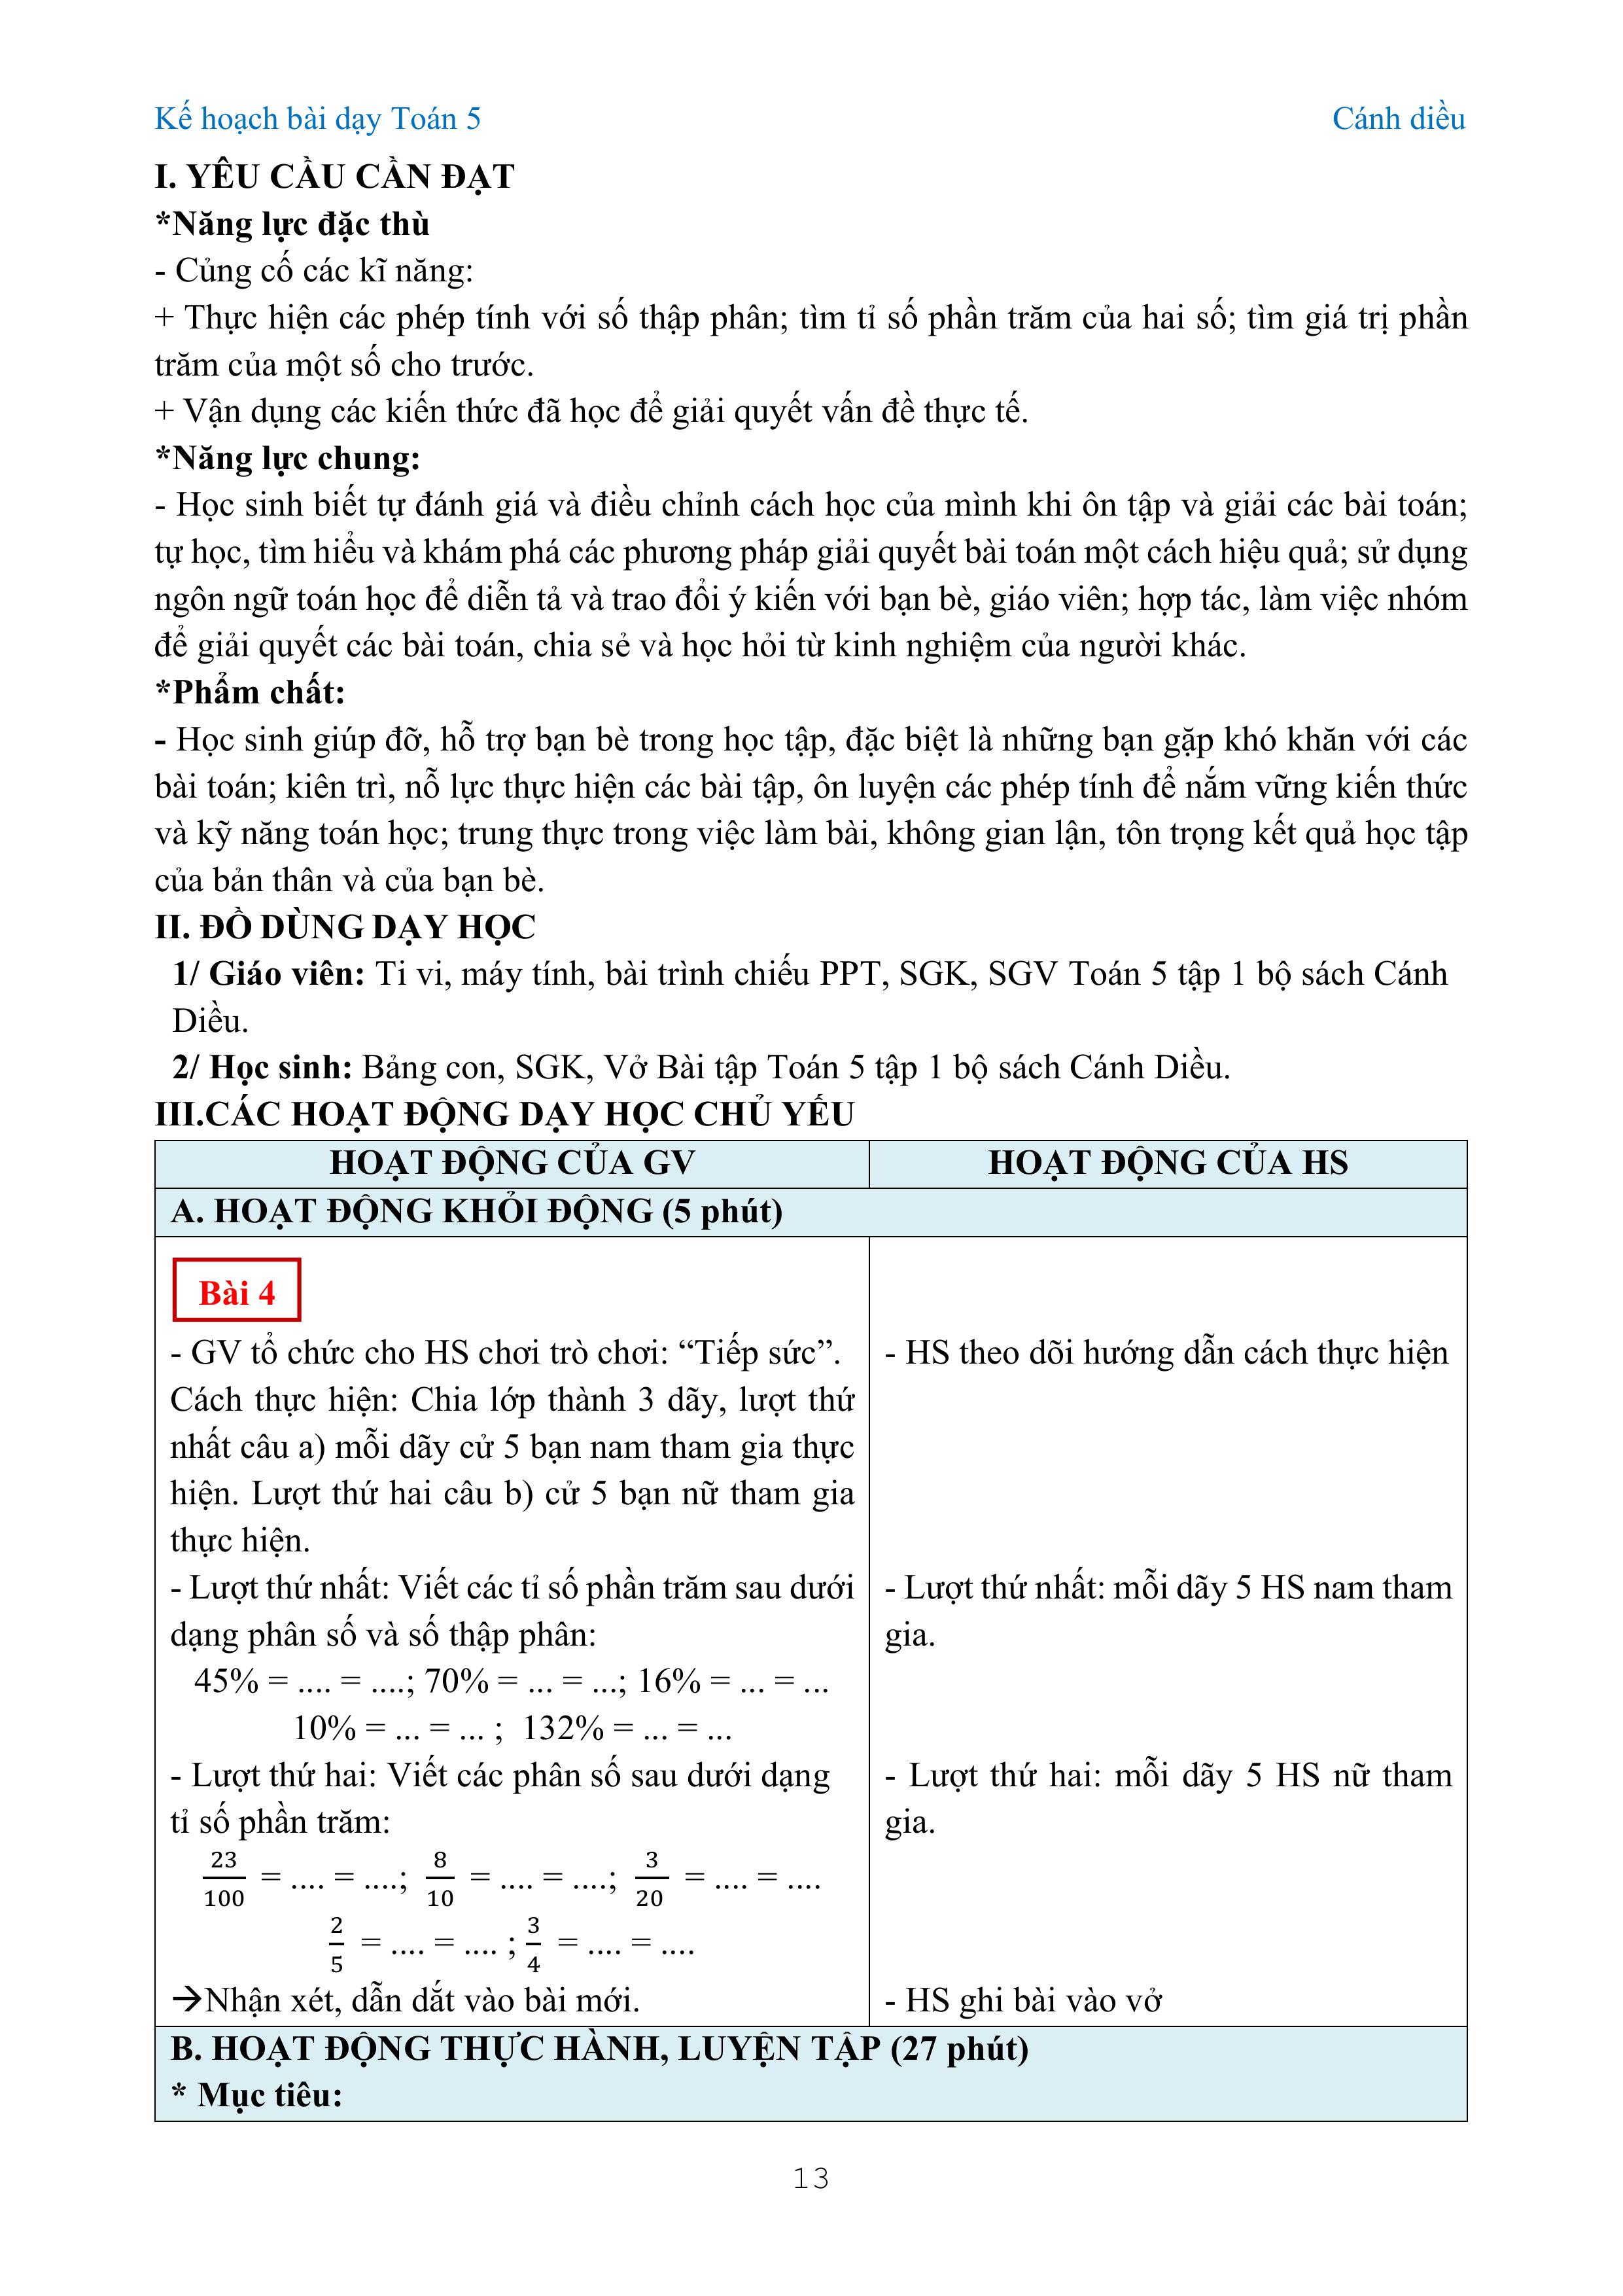 Kế hoạch bài dạy Toán 5 Cánh diều
I. YÊU CẦU CẦN ĐẠT
*Năng lực đặc thù
- Củng cố các kĩ năng:
+ Thực hiện các phép tính với số thập phân; tìm tỉ số phần trăm của hai số; tìm giá trị phần
trăm của một số cho trước.
+ Vận dụng các kiến thức đã học để giải quyết vấn đề thực tế.
*Năng lực chung:
- Học sinh biết tự đánh giá và điều chỉnh cách học của mình khi ôn tập và giải các bài toán;
tự học, tìm hiểu và khám phá các phương pháp giải quyết bài toán một cách hiệu quả; sử dụng
ngôn ngữ toán học để diễn tả và trao đổi ý kiến với bạn bè, giáo viên; hợp tác, làm việc nhóm
để giải quyết các bài toán, chia sẻ và học hỏi từ kinh nghiệm của người khác.
*Phẩm chất:
- Học sinh giúp đỡ, hỗ trợ bạn bè trong học tập, đặc biệt là những bạn gặp khó khăn với các
bài toán; kiên trì, nỗ lực thực hiện các bài tập, ôn luyện các phép tính để nắm vững kiến thức
và kỹ năng toán học; trung thực trong việc làm bài, không gian lận, tôn trọng kết quả học tập
của bản thân và của bạn bè.
II. ĐỒ DÙNG DẠY HỌC
1/ Giáo viên: Ti vi, máy tính, bài trình chiếu PPT, SGK, SGV Toán 5 tập 1 bộ sách Cánh
Diều.
2/ Học sinh: Bảng con, SGK, Vở Bài tập Toán 5 tập 1 bộ sách Cánh Diều.
III.CÁC HOẠT ĐỘNG DẠY HỌC CHỦ YẾU
HOẠT ĐỘNG CỦA GV HOẠT ĐỘNG CỦA HS
A. HOẠT ĐỘNG KHỞI ĐỘNG (5 phút)
Bài 4
- GV tổ chức cho HS chơi trò chơi: “Tiếp sức”.
Cách thực hiện: Chia lớp thành 3 dãy, lượt thứ
nhất câu a) mỗi dãy cử 5 bạn nam tham gia thực
hiện. Lượt thứ hai câu b) cử 5 bạn nữ tham gia
thực hiện.
- Lượt thứ nhất: Viết các tỉ số phần trăm sau dưới
dạng phân số và số thập phân:
45% = .... = ....; 70% = ... = ...; 16% = ... = ...
10% = ... = ... ; 132% = ... = ...
- Lượt thứ hai: Viết các phân số sau dưới dạng
tỉ số phần trăm:
23/100 = .... = ....; 8/10 = .... = ....; 3/20 = .... = ....
2/5 = .... = .... ; 3/4 = .... = ....
→Nhận xét, dẫn dắt vào bài mới.
- HS theo dõi hướng dẫn cách thực hiện
- Lượt thứ nhất: mỗi dãy 5 HS nam tham
gia.
- Lượt thứ hai: mỗi dãy 5 HS nữ tham
gia.
- HS ghi bài vào vở
B. HOẠT ĐỘNG THỰC HÀNH, LUYỆN TẬP (27 phút)
* Mục tiêu:
13